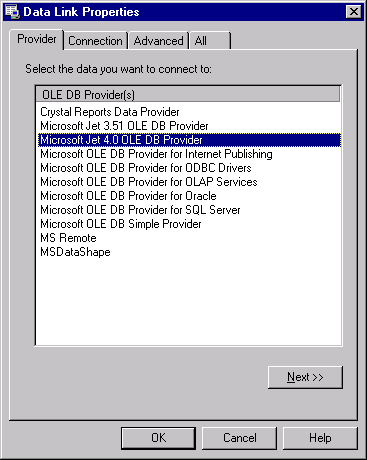 Data Link Properties
Provider Connection Advanced All
Select the data you want to connect to:
OLE DB Provider(s)
Crystal Reports Data Provider
Microsoft Jet 3.51 OLE DB Provider
Microsoft Jet 4.0 OLE DB Provider
Microsoft OLE DB Provider for Internet Publishing
Microsoft OLE DB Provider for ODBC Drivers
Microsoft OLE DB Provider for OLAP Services
Microsoft OLE DB Provider for Oracle
Microsoft OLE DB Provider for SQL Server
Microsoft OLE DB Simple Provider
MS Remote
MSDataShape
Next >>
OK Cancel Help